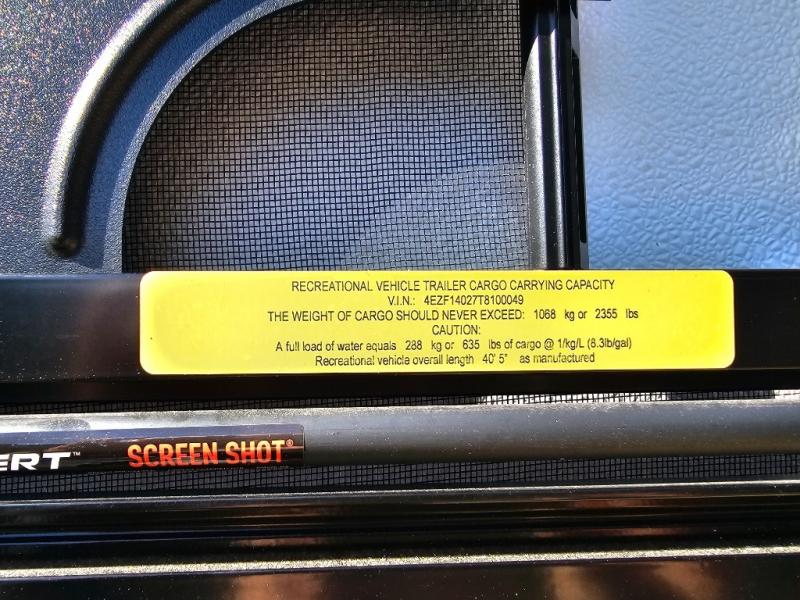 RECREATIONAL VEHICLE TRAILER CARGO CARRYING CAPACITY
V.I.N.: 4EZF14027T8100049
THE WEIGHT OF CARGO SHOULD NEVER EXCEED: 1068 kg or 2355 lbs
CAUTION:
A full load of water equals 288 kg or 635 lbs of cargo @ 1/kg/L (8.3lb/gal)
Recreational vehicle overall length 40' 5" as manufactured
ERT™ SCREEN SHOT®